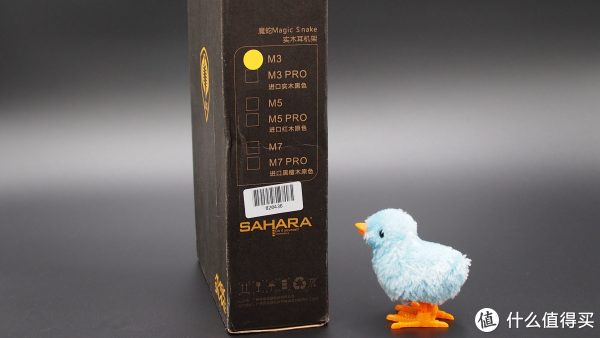 魔蛇Magic Snake
实木耳机架
M3
M3 PRO
进口实木黑色
M5
M5 PRO
进口红木原色
M7
M7 PRO
进口黑檀木原色
020436
SAHARA
值 什么值得买